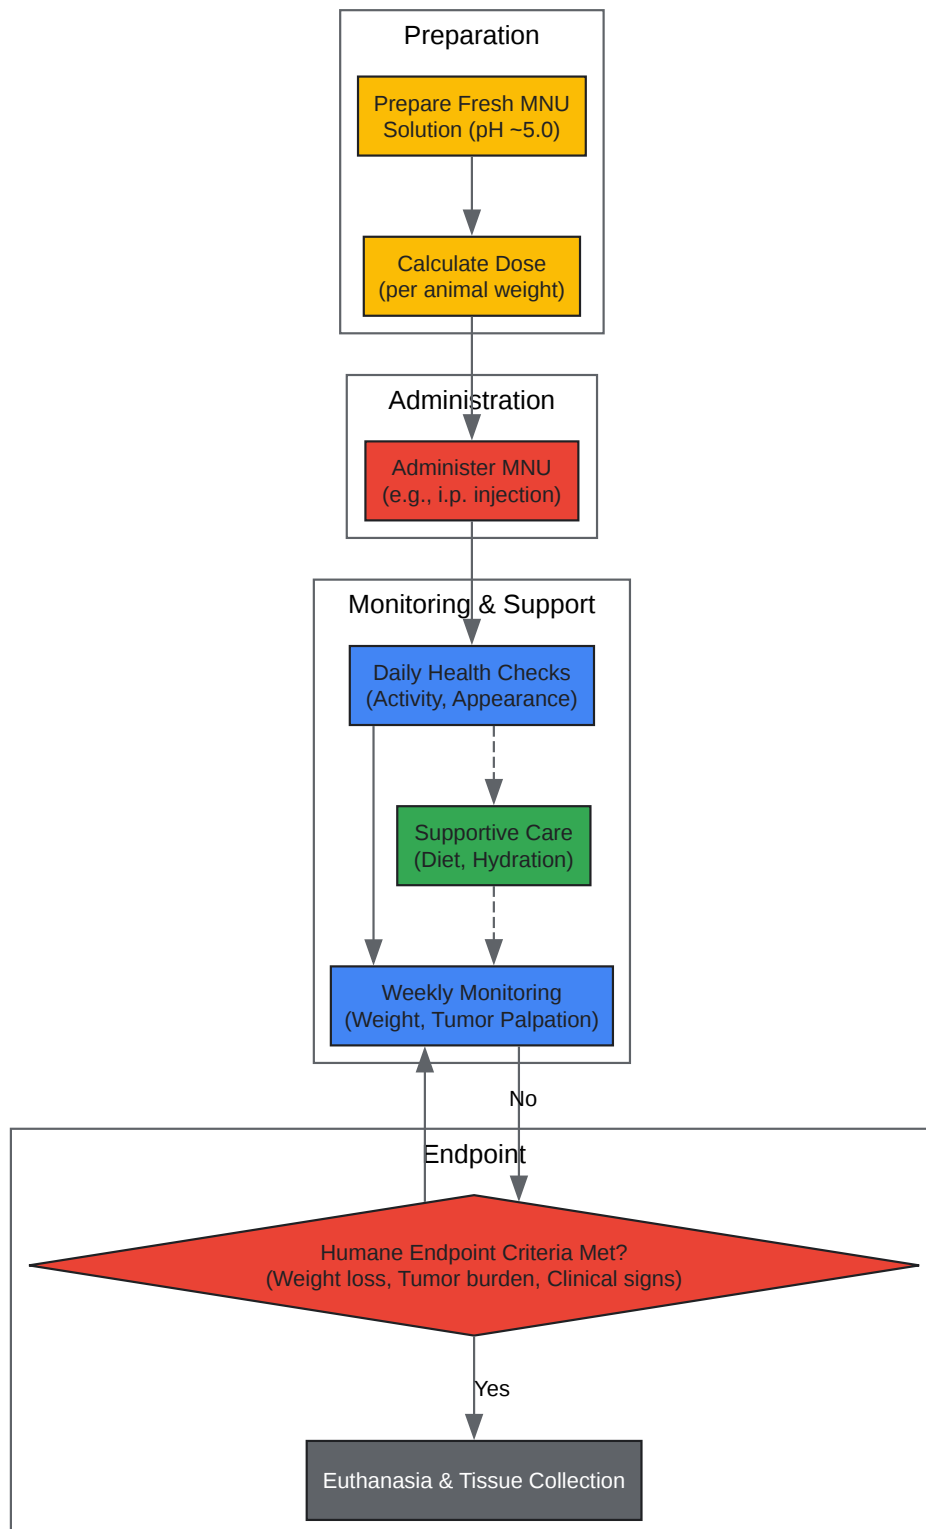 Preparation
Prepare Fresh MNU
Solution (pH ~5.0)
Calculate Dose
(per animal weight)
Administration
Administer MNU
(e.g., i.p. injection)
Monitoring & Support
Daily Health Checks
(Activity, Appearance)
Supportive Care
(Diet, Hydration)
Weekly Monitoring
(Weight, Tumor Palpation)
No
Endpoint
Humane Endpoint Criteria Met?
(Weight loss, Tumor burden, Clinical signs)
Yes
Euthanasia & Tissue Collection